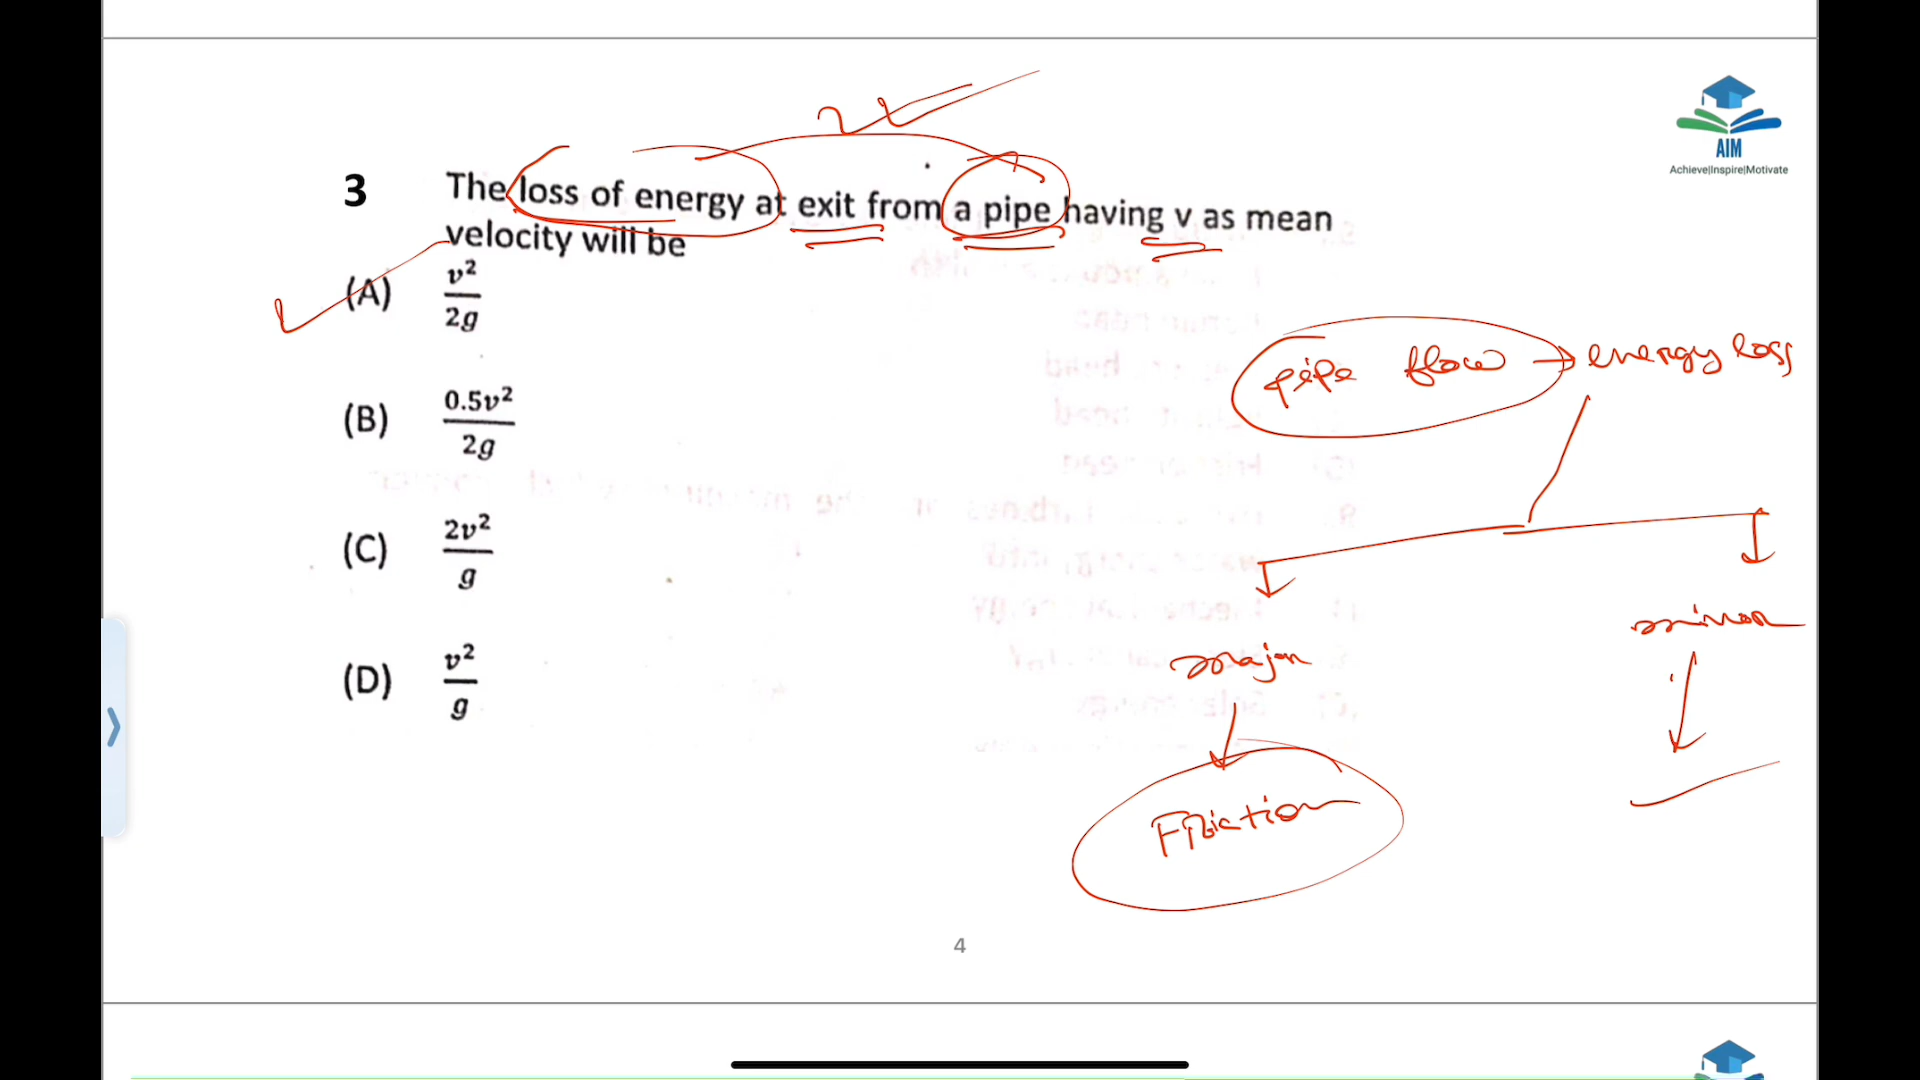 AIM
Achieve|Inspire|Motivate
3 The loss of energy at exit from a pipe having v as mean
velocity will be
(A) v²/2g
(B) 0.5v²/2g
(C) 2v²/g
(D) v²/g
pipe flow → energy loss
major
minor
Friction
4